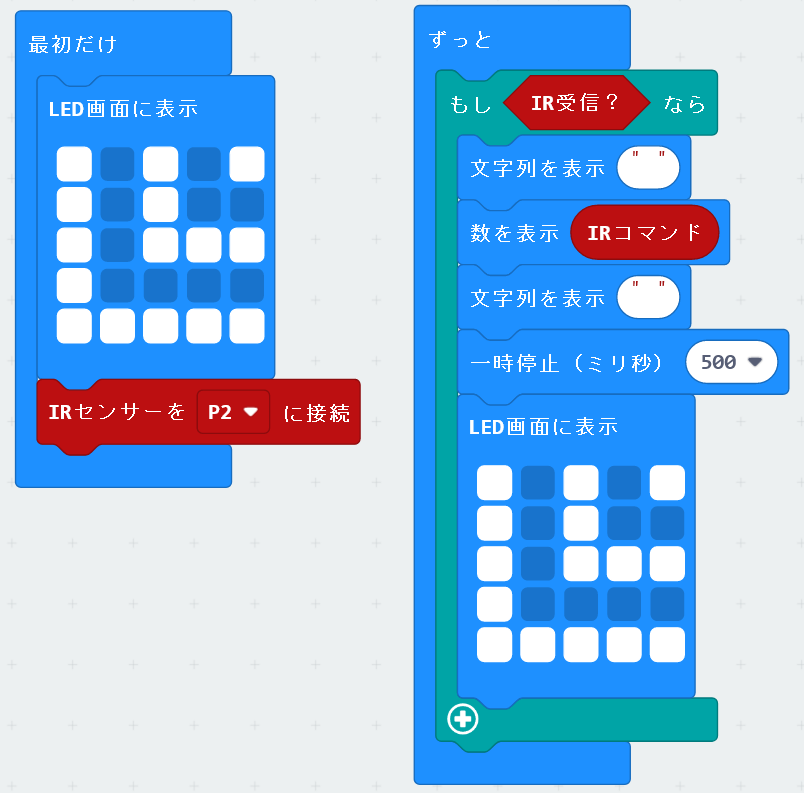 最初だけ
LED画面に表示
IRセンサーを P2 に接続
ずっと
もし IR受信？ なら
文字列を表示 " "
数を表示 IRコマンド
文字列を表示 " "
一時停止（ミリ秒） 500
LED画面に表示